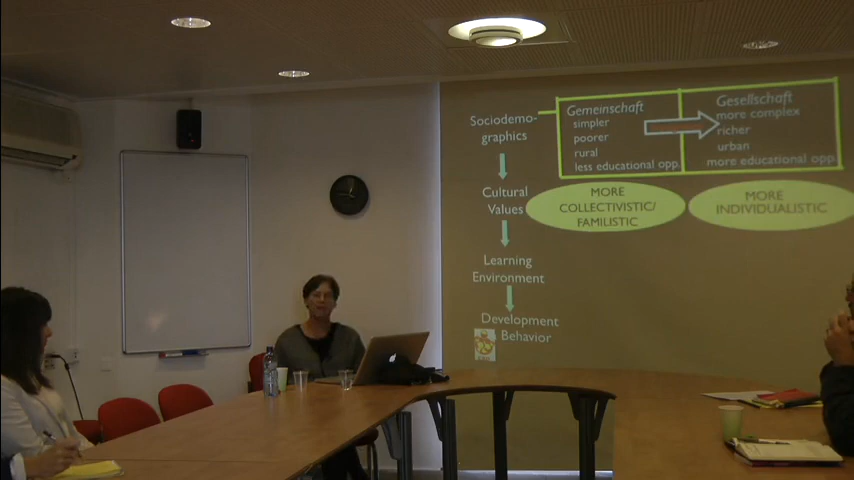 Sociodemo-
graphics
Gemeinschaft
simpler
poorer
rural
less educational opp.
Gesellschaft
more complex
richer
urban
more educational opp.
Cultural
Values
MORE
COLLECTIVISTIC/
FAMILISTIC
MORE
INDIVIDUALISTIC
Learning
Environment
Development
Behavior